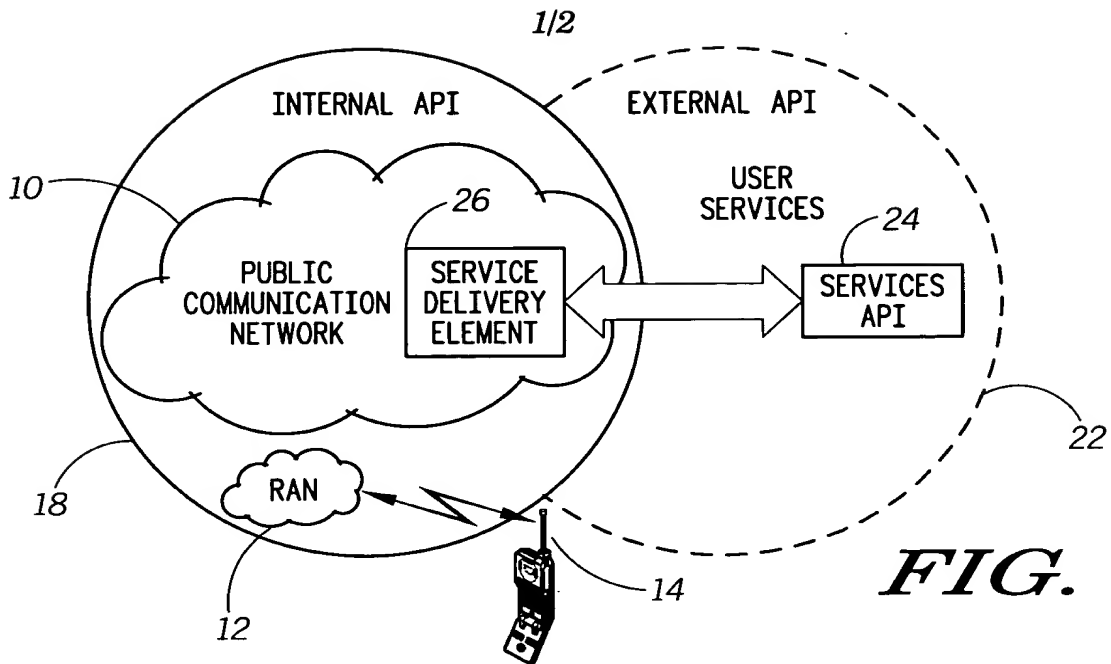 1/2
INTERNAL API
EXTERNAL API
USER
SERVICES
10
26
24
PUBLIC
COMMUNICATION
NETWORK
SERVICE
DELIVERY
ELEMENT
SERVICES
API
22
18
RAN
14
12
FIG.